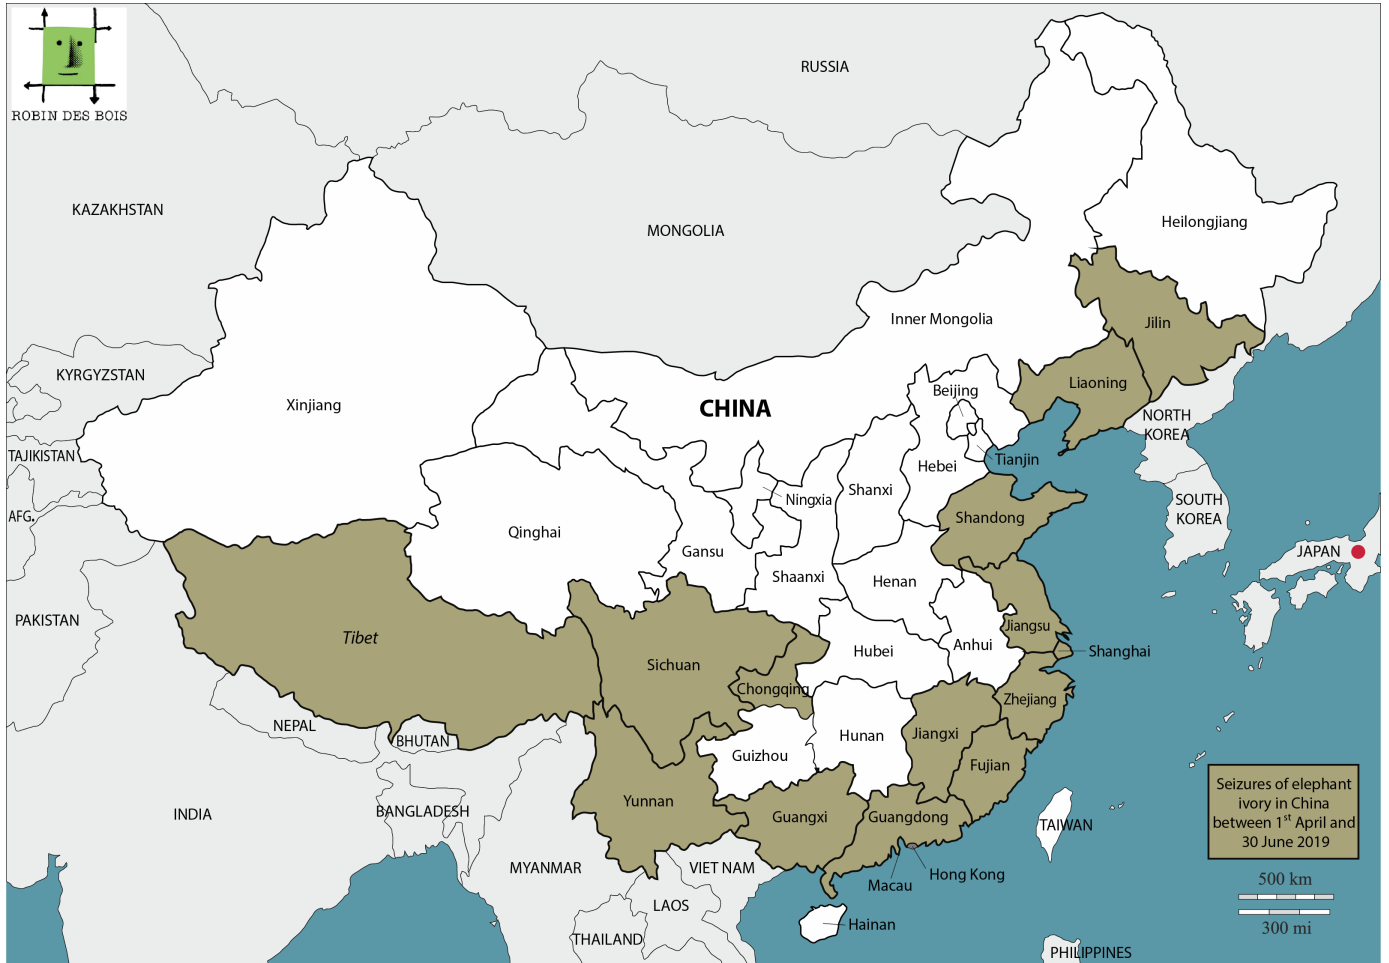 ROBIN DES BOIS
RUSSIA
KAZAKHSTAN
MONGOLIA
Heilongjiang
Inner Mongolia
Jilin
KYRGYZSTAN
Liaoning
Beijing
Xinjiang
CHINA
NORTH
KOREA
TAJIKISTAN
Tianjin
Hebei
Shanxi
Ningxia
AFG.
Shandong
SOUTH
KOREA
Qinghai
Gansu
JAPAN
Shaanxi
Henan
PAKISTAN
Tibet
Jiangsu
Anhui
Hubei
Shanghai
Sichuan
Chongqing
Zhejiang
NEPAL
BHUTAN
Hunan
Jiangxi
Guizhou
Fujian
Yunnan
INDIA
BANGLADESH
Guangxi
Guangdong
TAIWAN
Seizures of elephant
ivory in China
between 1st April and
30 June 2019
MYANMAR
VIET NAM
Hong Kong
Macau
500 km
LAOS
Hainan
300 mi
THAILAND
PHILIPPINES